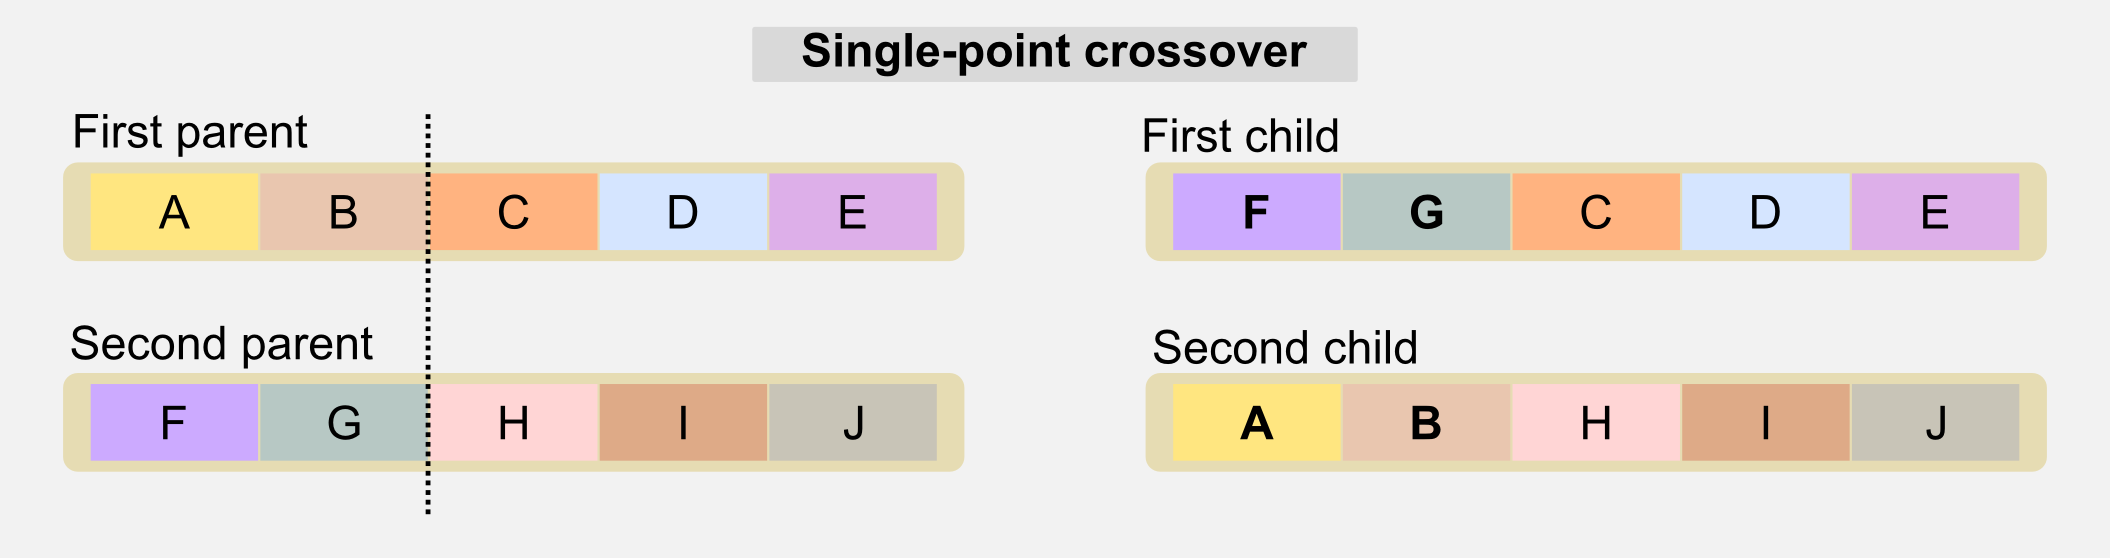 Single-point crossover
First parent
A B C D E
Second parent
F G H I J
First child
F G C D E
Second child
A B H I J